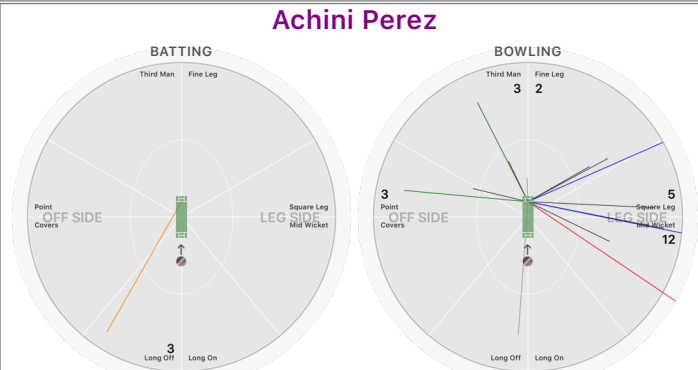 Achini Perez
BATTING
Third Man Fine Leg
Point
OFF SIDE
Covers
Square Leg
LEG SIDE
Mid Wicket
3
Long Off Long On
BOWLING
Third Man Fine Leg
3 2
3
Point
OFF SIDE
Covers
5
Square Leg
LEG SIDE
Mid Wicket
12
Long Off Long On